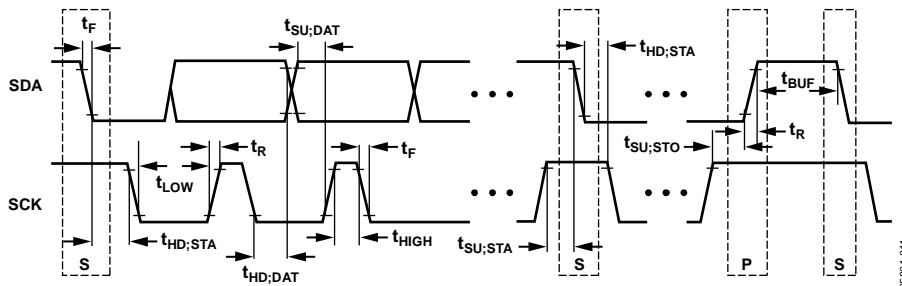 tF
tSU;DAT
tHD;STA
SDA
tBUF
tR
tF
tSU;STO
tR
tLOW
SCK
tHD;STA
tHIGH
tSU;STA
tHD;DAT
S
S
P
S